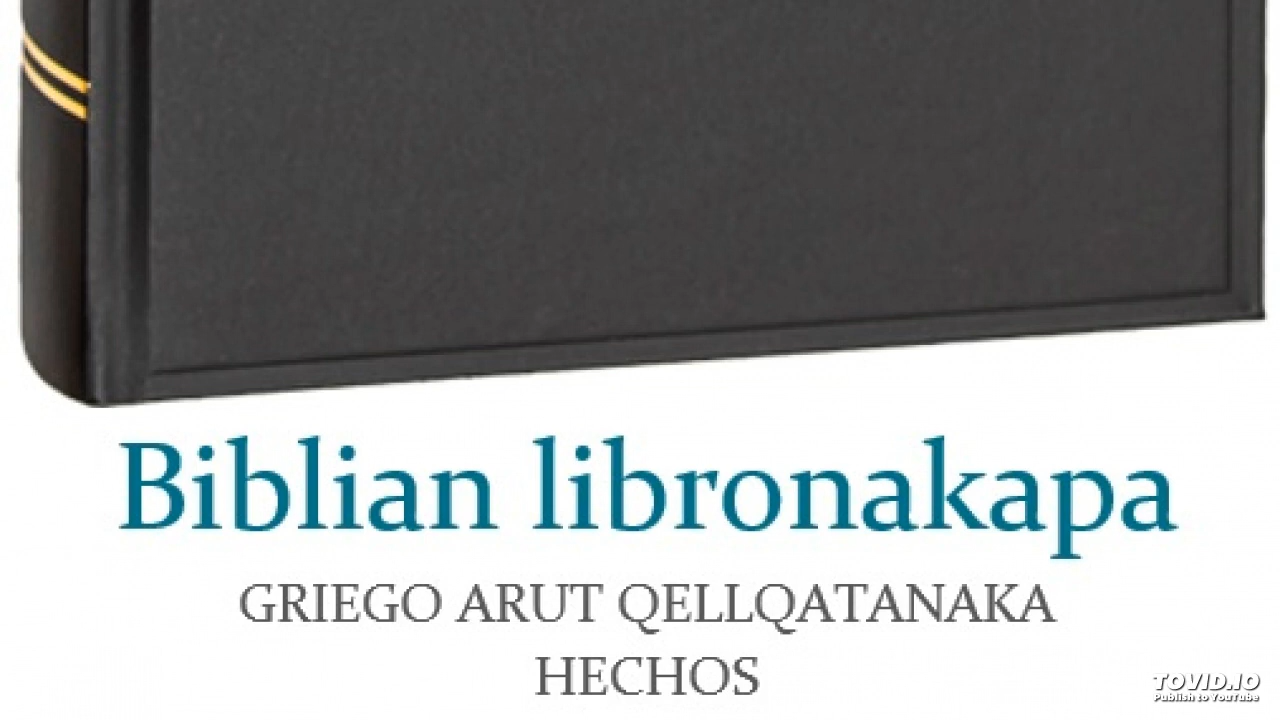 Biblian libronakapa
GRIEGO ARUT QELLQATANAKA
HECHOS
TOVID.IO
Publish to YouTube